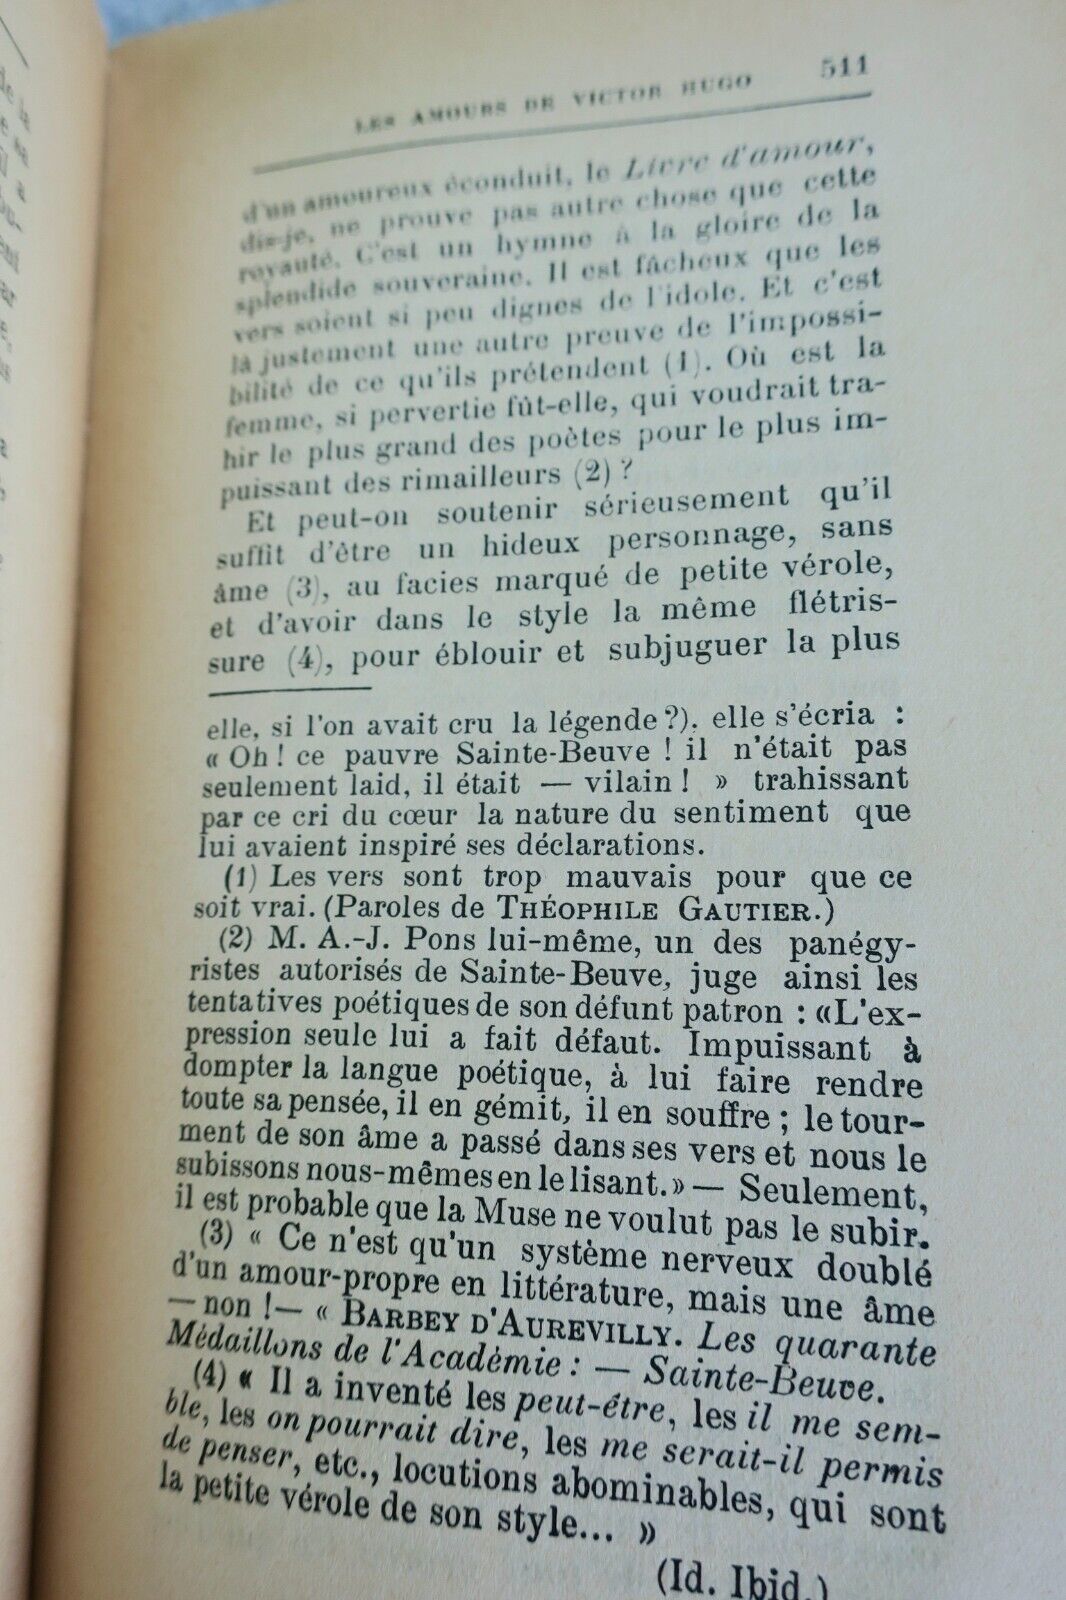 LES AMOURS DE VICTOR HUGO 511
d'un amoureux éconduit, le Livre d'amour,
dis-je, ne prouve pas autre chose que cette
royauté. C'est un hymne à la gloire de la
splendide souveraine. Il est fâcheux que les
vers soient si peu dignes de l'idole. Et c'est
là justement une autre preuve de l'impossi-
bilité de ce qu'ils prétendent (1). Où est la
femme, si pervertie fût-elle, qui voudrait tra-
hir le plus grand des poètes pour le plus im-
puissant des rimailleurs (2) ?
Et peut-on soutenir sérieusement qu'il
suffit d'être un hideux personnage, sans
âme (3), au facies marqué de petite vérole,
et d'avoir dans le style la même flétris-
sure (4), pour éblouir et subjuguer la plus
elle, si l'on avait cru la légende?). elle s'écria :
« Oh ! ce pauvre Sainte-Beuve ! il n'était pas
seulement laid, il était — vilain ! » trahissant
par ce cri du cœur la nature du sentiment que
lui avaient inspiré ses déclarations.
(1) Les vers sont trop mauvais pour que ce
soit vrai. (Paroles de THÉOPHILE GAUTIER.)
(2) M. A.-J. Pons lui-même, un des panégy-
ristes autorisés de Sainte-Beuve, juge ainsi les
tentatives poétiques de son défunt patron : «L'ex-
pression seule lui a fait défaut. Impuissant à
dompter la langue poétique, à lui faire rendre
toute sa pensée, il en gémit, il en souffre ; le tour-
ment de son âme a passé dans ses vers et nous le
subissons nous-mêmes en le lisant.» — Seulement,
il est probable que la Muse ne voulut pas le subir.
(3) « Ce n'est qu'un système nerveux doublé
d'un amour-propre en littérature, mais une âme
— non ! — « BARBEY D'AUREVILLY. Les quarante
Médaillons de l'Académie : — Sainte-Beuve.
(4) « Il a inventé les peut-être, les il me sem-
ble, les on pourrait dire, les me serait-il permis
de penser, etc., locutions abominables, qui sont
la petite vérole de son style... »
(Id. Ibid.)